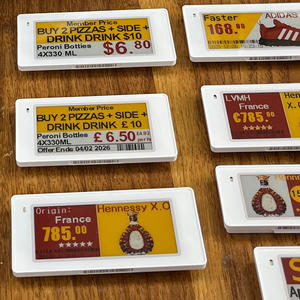 Member Price
BUY 2 PIZZAS + SIDE +
DRINK DRINK $10
Peroni Bottles
4X330 ML
$6.80
Member Price
BUY 2 PIZZAS + SIDE +
DRINK DRINK £10
Peroni Bottles
4X330ML
£6.50
Offer Ends 04/02 2026
Origin:
France
785.00
★★★★★
Hennessy X.O
Faster
168.
ADIDAS
LVMH
France
€785.00
★★★★★
Henn